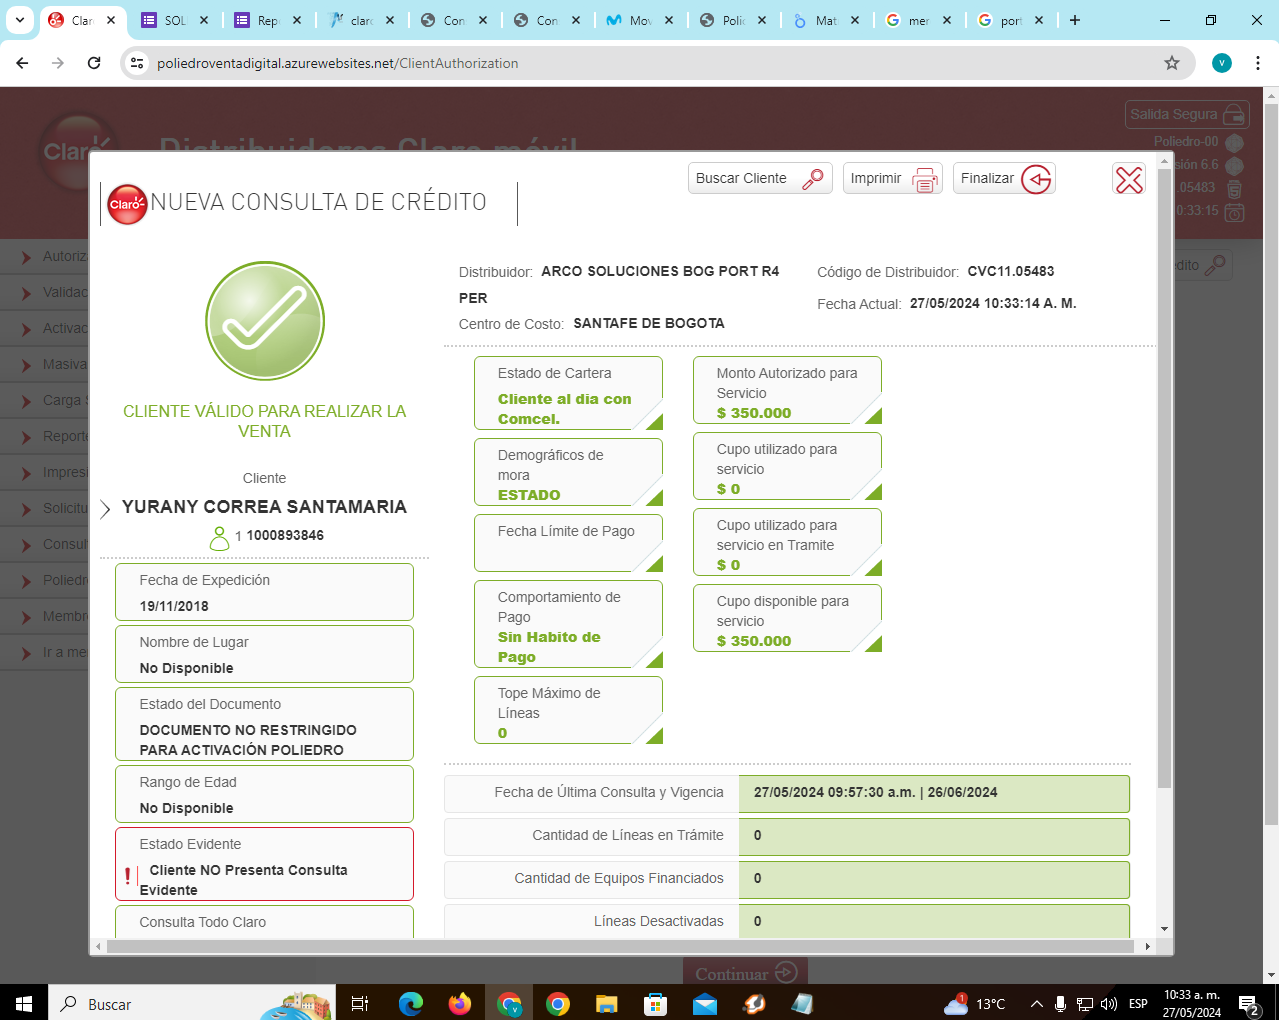 Claro
SOL
Rep
clarc
Con
Con
Mov
Polic
Mat
mer
port
poliedroventadigital.azurewebsites.net/ClientAuthorization
v
Salida Segura
Poliedro-00
sión 6.6
.05483
0:33:15
Claro
Distribuidores Claro móvil
Buscar Cliente
Imprimir
Finalizar
Claro
NUEVA CONSULTA DE CRÉDITO
Autoriz
Validac
Activac
Masiva
Carga
Reporte
Impresi
Solicitu
Consul
Poliedr
Membr
Ir a me
dito
CLIENTE VÁLIDO PARA REALIZAR LA
VENTA
Cliente
YURANY CORREA SANTAMARIA
1 1000893846
Fecha de Expedición
19/11/2018
Nombre de Lugar
No Disponible
Estado del Documento
DOCUMENTO NO RESTRINGIDO
PARA ACTIVACIÓN POLIEDRO
Rango de Edad
No Disponible
Estado Evidente
Cliente NO Presenta Consulta
Evidente
Consulta Todo Claro
Distribuidor: ARCO SOLUCIONES BOG PORT R4
PER
Centro de Costo: SANTAFE DE BOGOTA
Código de Distribuidor: CVC11.05483
Fecha Actual: 27/05/2024 10:33:14 A. M.
Estado de Cartera
Cliente al dia con
Comcel.
Demográficos de
mora
ESTADO
Fecha Límite de Pago
Comportamiento de
Pago
Sin Habito de
Pago
Tope Máximo de
Líneas
0
Monto Autorizado para
Servicio
$ 350.000
Cupo utilizado para
servicio
$ 0
Cupo utilizado para
servicio en Tramite
$ 0
Cupo disponible para
servicio
$ 350.000
Fecha de Última Consulta y Vigencia 27/05/2024 09:57:30 a.m. | 26/06/2024
Cantidad de Líneas en Trámite 0
Cantidad de Equipos Financiados 0
Líneas Desactivadas 0
Continuar
Buscar
1
13°C
ESP
10:33 a. m.
27/05/2024
2